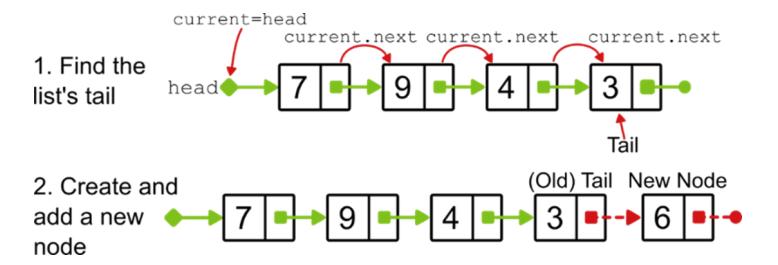 current=head
current.next current.next current.next
1. Find the
list's tail
head 7 9 4 3
Tail
2. Create and
add a new
node
(Old) Tail New Node
7 9 4 3 6